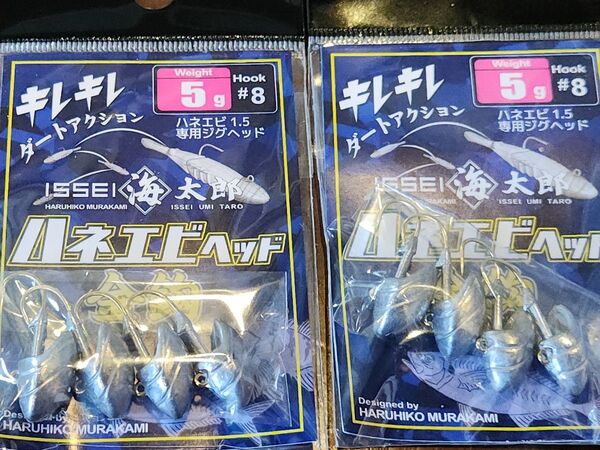 キレキレ
ダートアクション
Weight
5g
Hook
#8
ハネエビ1.5
専用ジグヘッド
ISSEI 海太郎
HARUHIKO MURAKAMI
ISSEI UMI TARO
ハネエビヘッド
HARUHIKO MURAKAMI
キレキレ
ダートアクション
Weight
5g
Hook
#8
ハネエビ1.5
専用ジグヘッド
ISSEI 海太郎
HARUHIKO MURAKAMI
ISSEI UMI TARO
ハネエビヘッド
Designed by
HARUHIKO MURAKAMI